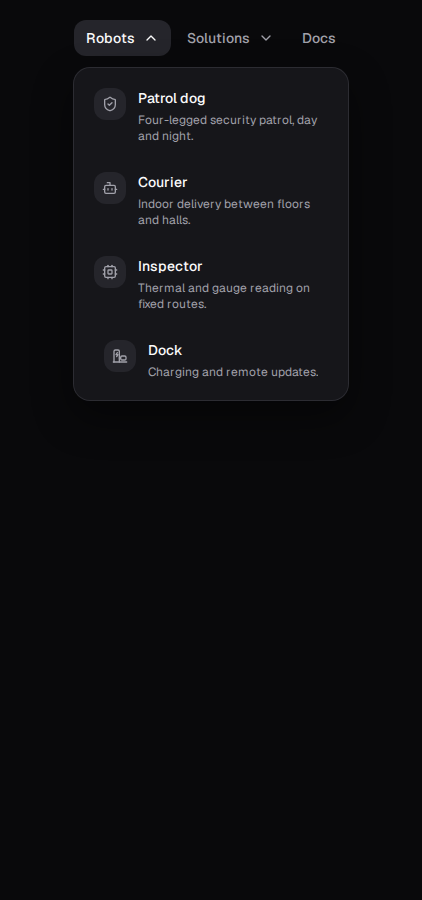 Robots
Solutions
Docs
Patrol dog
Four-legged security patrol, day
and night.
Courier
Indoor delivery between floors
and halls.
Inspector
Thermal and gauge reading on
fixed routes.
Dock
Charging and remote updates.